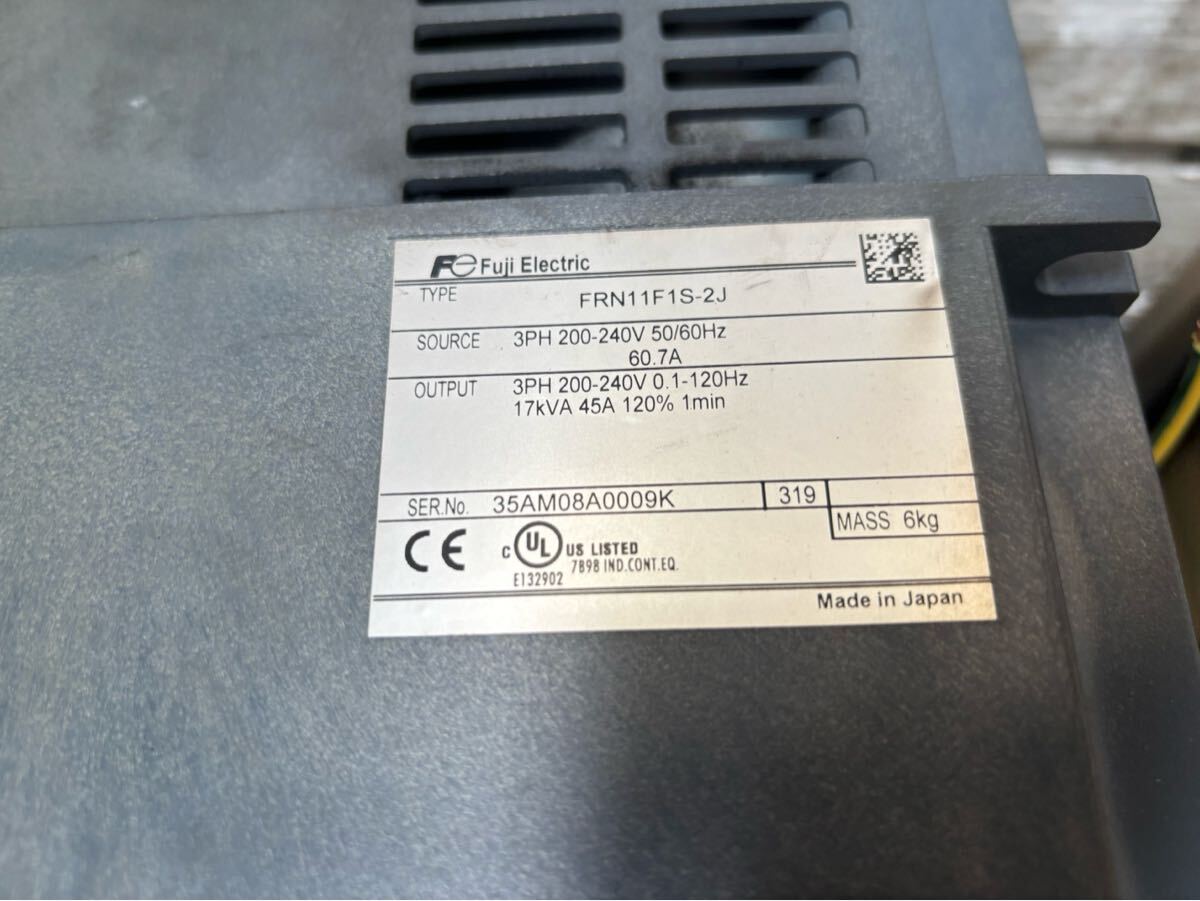 Fe Fuji Electric
TYPE FRN11F1S-2J
SOURCE 3PH 200-240V 50/60Hz
60.7A
OUTPUT 3PH 200-240V 0.1-120Hz
17kVA 45A 120% 1min
SER.No. 35AM08A0009K 319
MASS 6kg
CE C UL US LISTED
7B98 IND.CONT.EQ.
E132902
Made in Japan